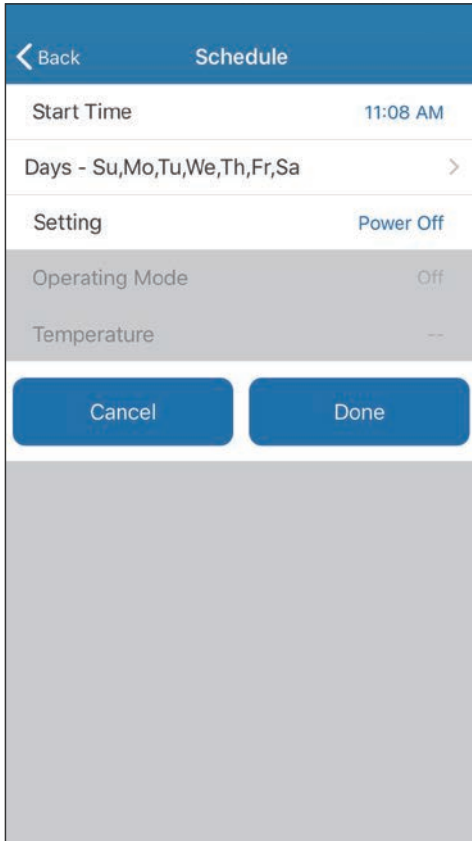 Back Schedule
Start Time 11:08 AM
Days - Su,Mo,Tu,We,Th,Fr,Sa
Setting Power Off
Operating Mode Off
Temperature --
Cancel Done